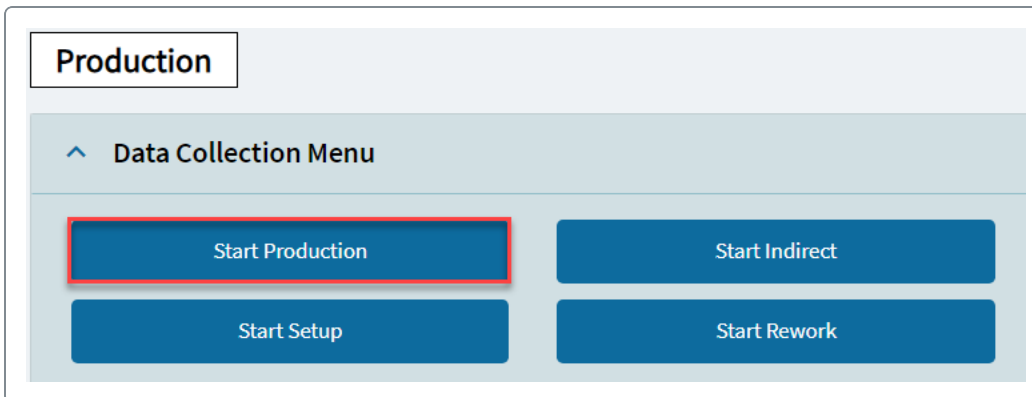 Production
Data Collection Menu
Start Production
Start Indirect
Start Setup
Start Rework